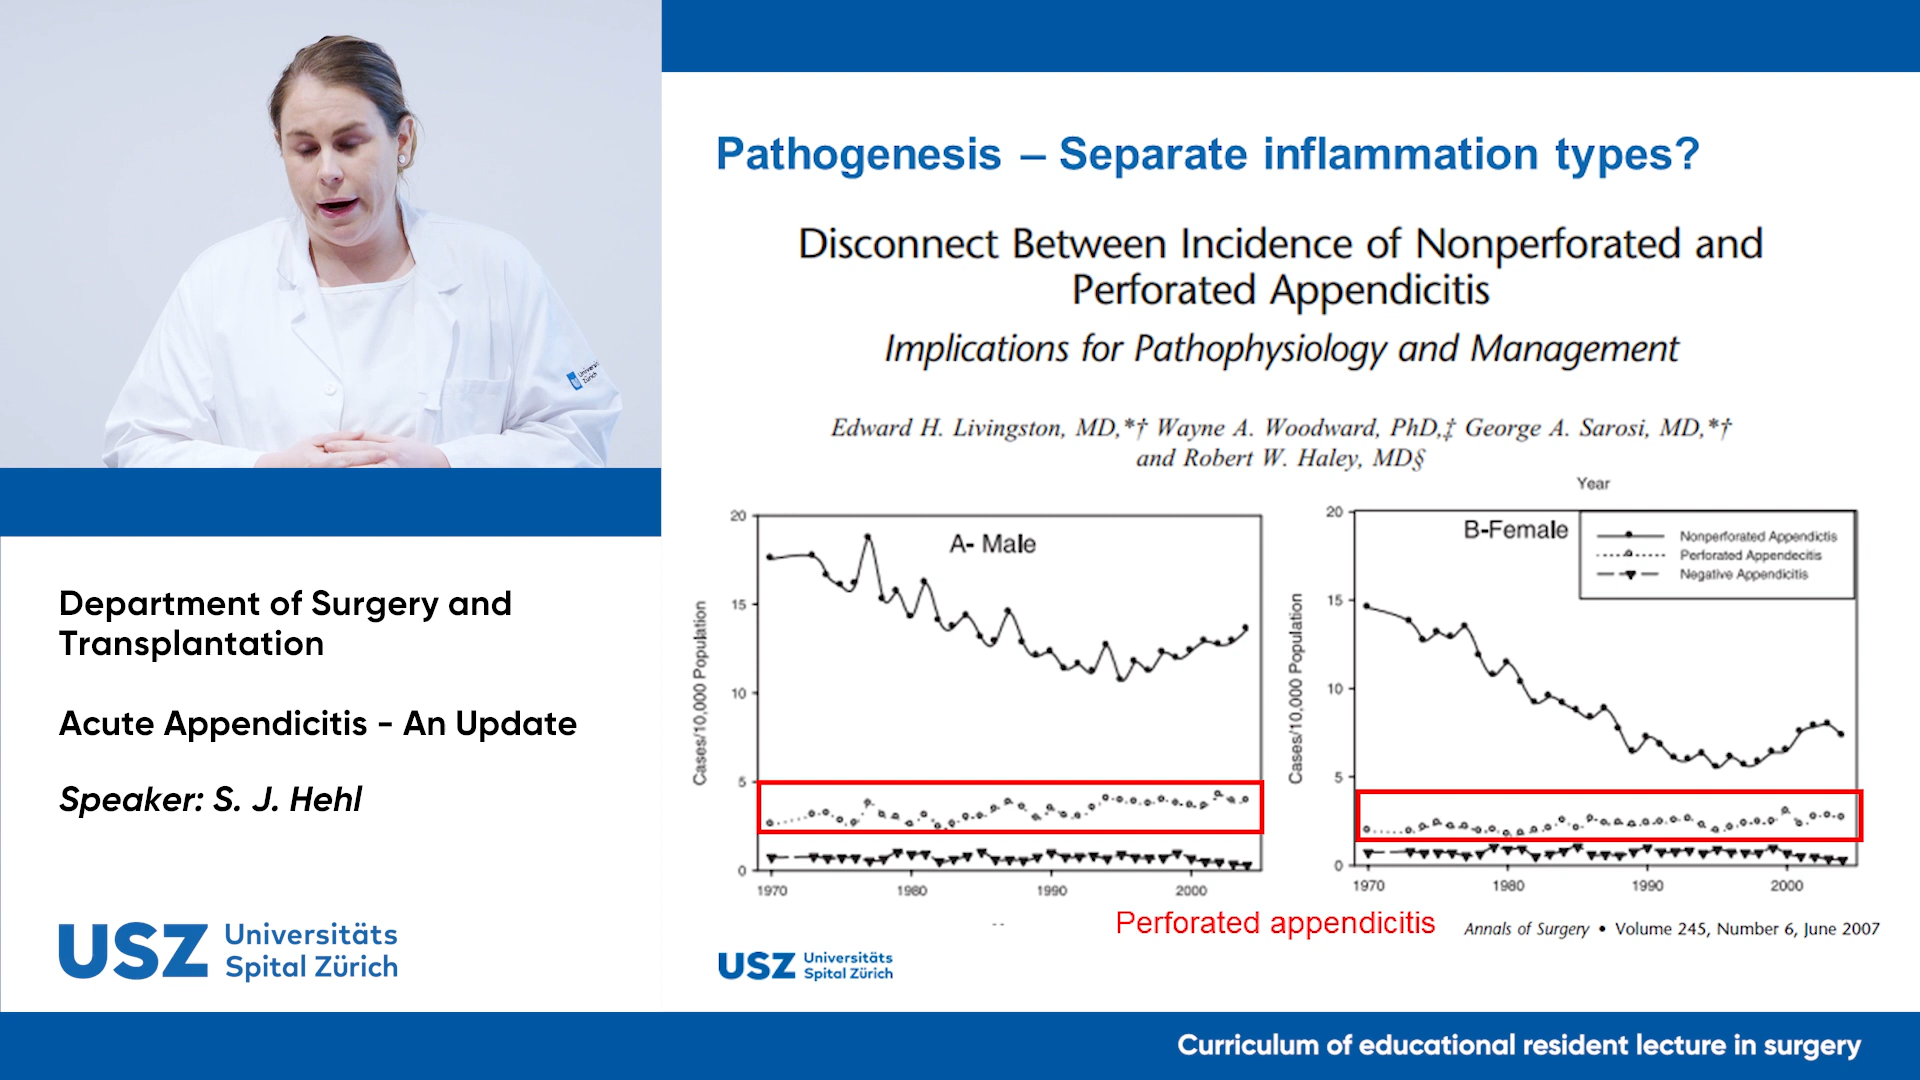 Pathogenesis – Separate inflammation types?
Disconnect Between Incidence of Nonperforated and
Perforated Appendicitis
Implications for Pathophysiology and Management
Edward H. Livingston, MD,*† Wayne A. Woodward, PhD,‡ George A. Sarosi, MD,*†
and Robert W. Haley, MD§
Year
A- Male
Cases/10,000 Population
20
15
10
5
0
1970 1980 1990 2000
B-Female
Nonperforated Appendictis
Perforated Appendecitis
Negative Appendicitis
Cases/10,000 Population
20
15
10
5
0
1970 1980 1990 2000
Perforated appendicitis
Annals of Surgery • Volume 245, Number 6, June 2007
USZ Universitäts
Spital Zürich
Department of Surgery and
Transplantation
Acute Appendicitis - An Update
Speaker: S. J. Hehl
USZ Universitäts
Spital Zürich
Curriculum of educational resident lecture in surgery